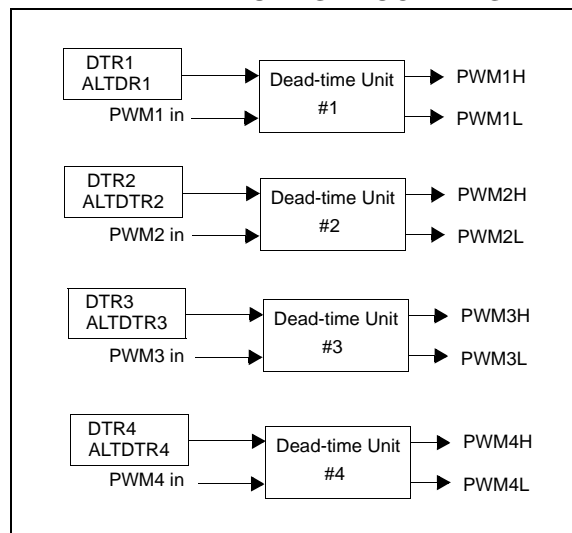 DTR1
ALTDR1
PWM1 in
Dead-time Unit
#1
PWM1H
PWM1L
DTR2
ALTDTR2
PWM2 in
Dead-time Unit
#2
PWM2H
PWM2L
DTR3
ALTDTR3
PWM3 in
Dead-time Unit
#3
PWM3H
PWM3L
DTR4
ALTDTR4
PWM4 in
Dead-time Unit
#4
PWM4H
PWM4L